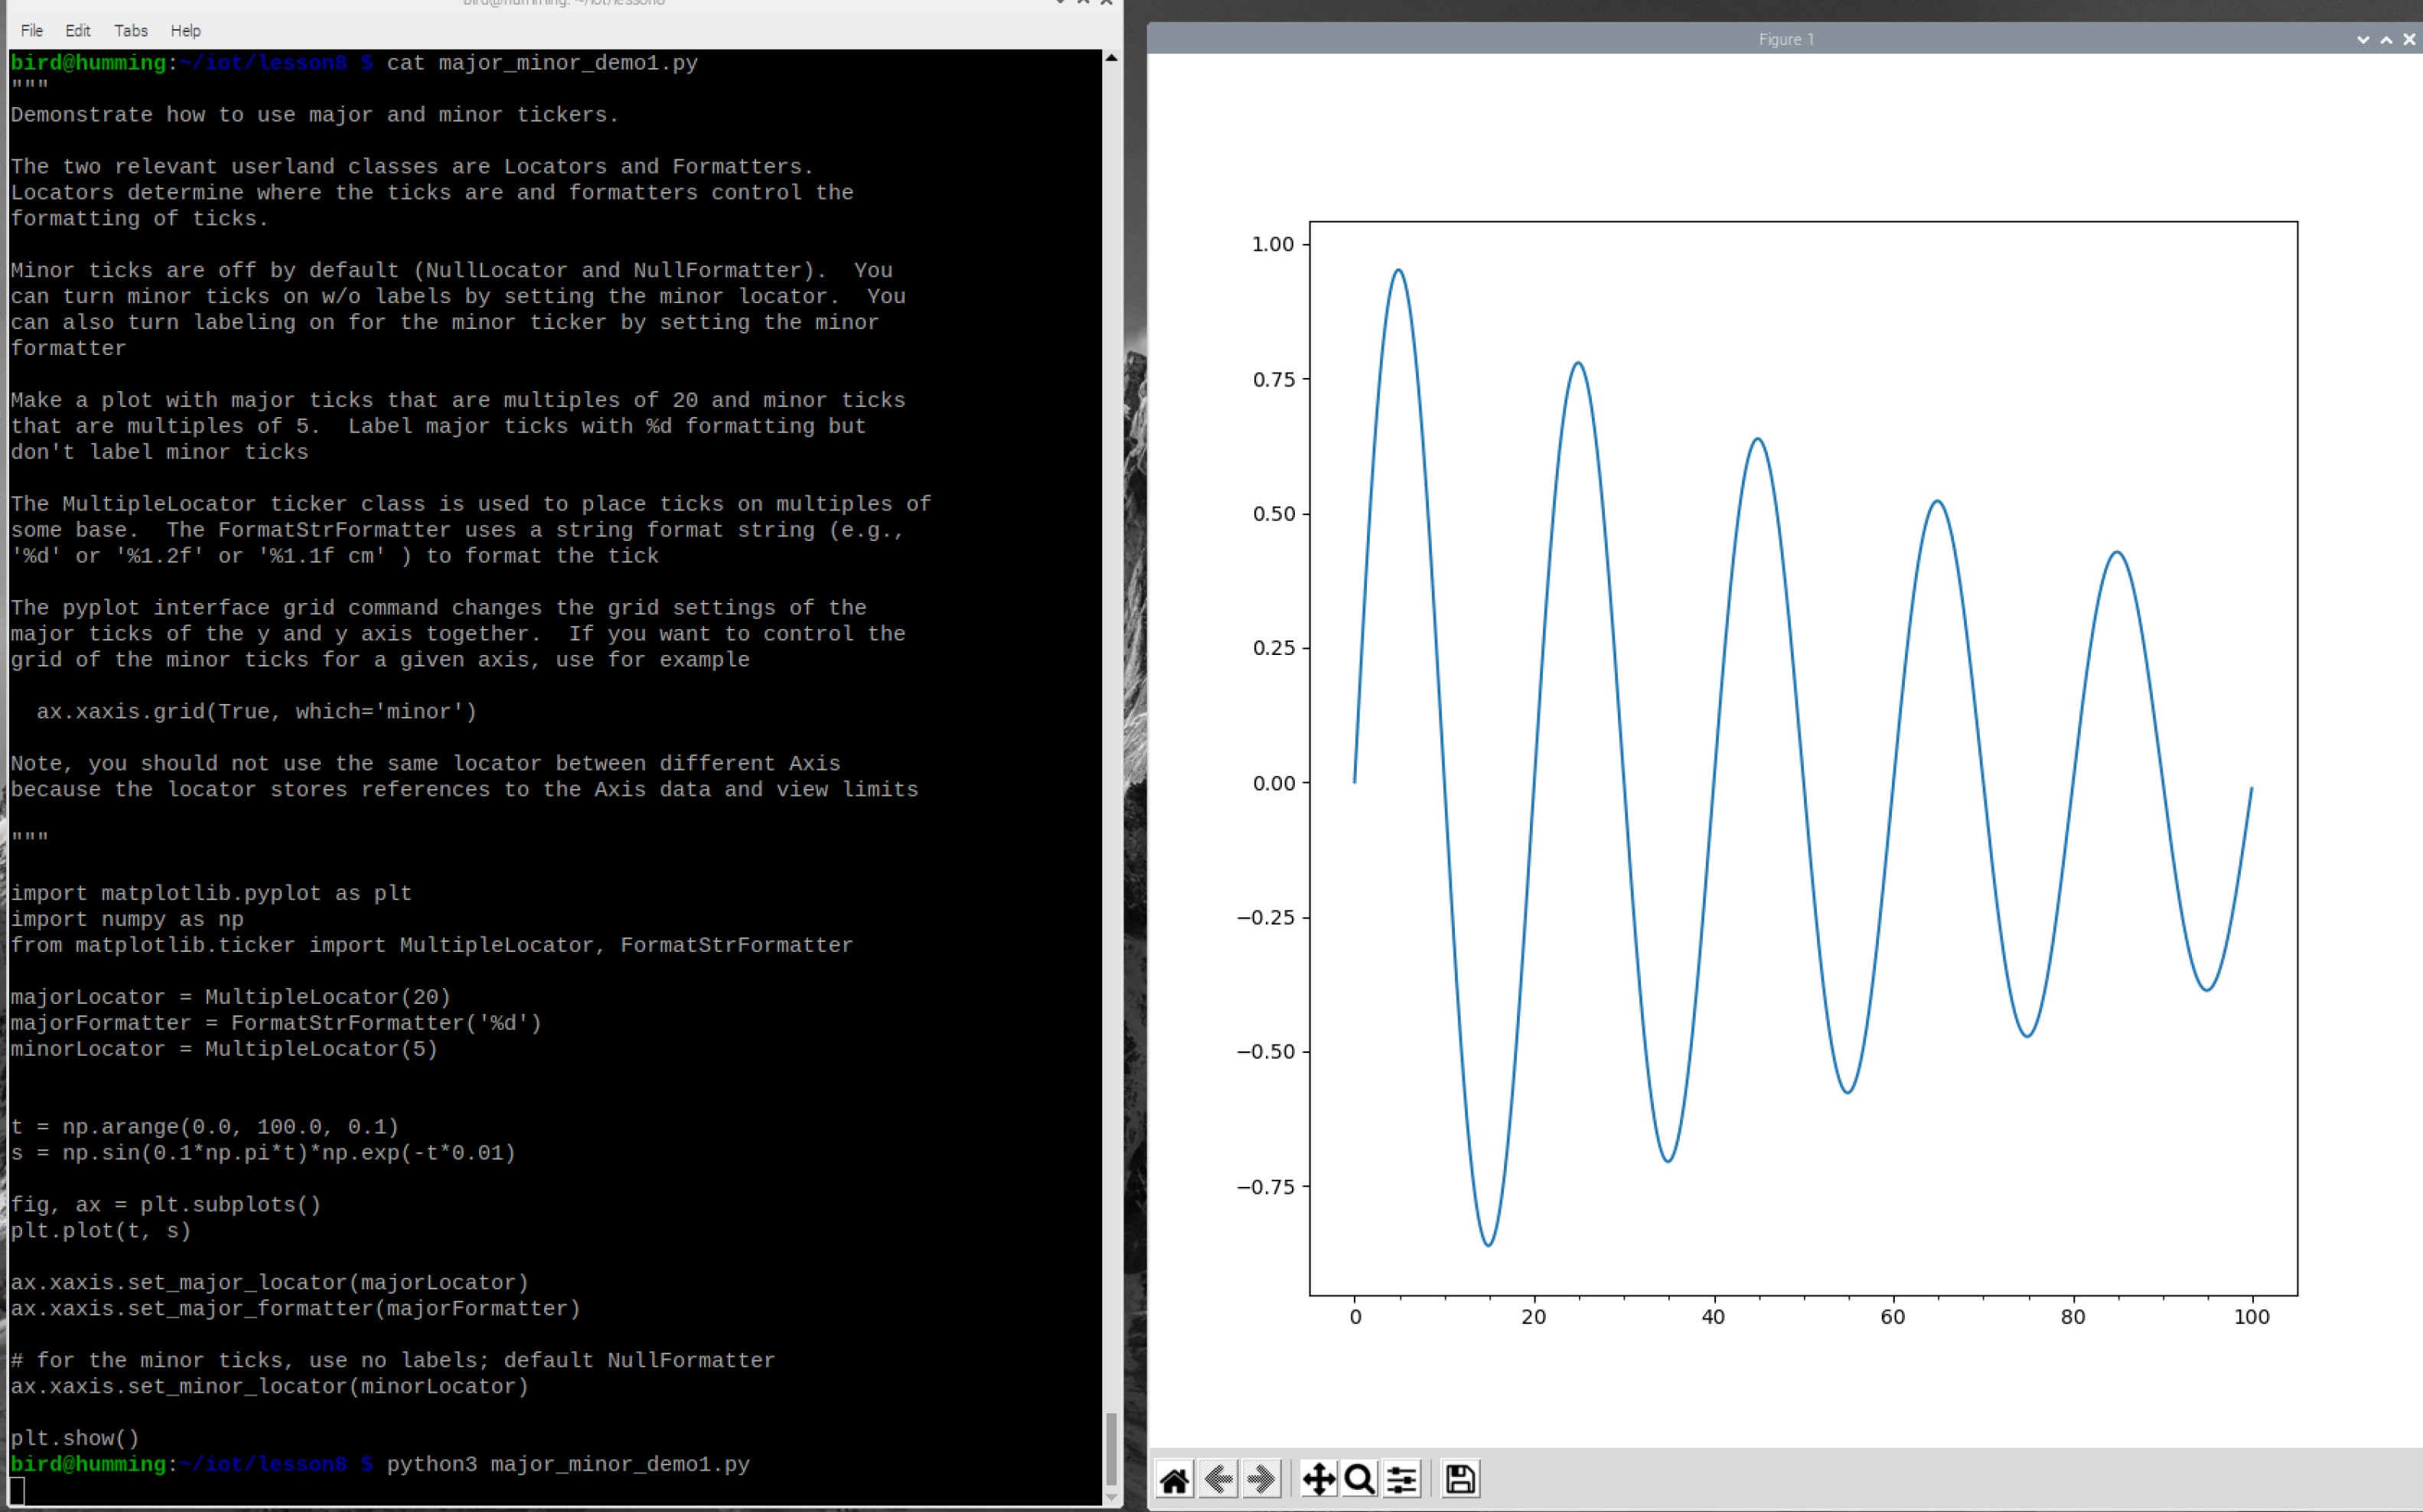 bird@humming: ~/iot/lesson8
File Edit Tabs Help
bird@humming:~/iot/lesson8 $ cat major_minor_demo1.py
"""
Demonstrate how to use major and minor tickers.
The two relevant userland classes are Locators and Formatters.
Locators determine where the ticks are and formatters control the
formatting of ticks.
Minor ticks are off by default (NullLocator and NullFormatter).  You
can turn minor ticks on w/o labels by setting the minor locator.  You
can also turn labeling on for the minor ticker by setting the minor
formatter
Make a plot with major ticks that are multiples of 20 and minor ticks
that are multiples of 5.  Label major ticks with %d formatting but
don't label minor ticks
The MultipleLocator ticker class is used to place ticks on multiples of
some base.  The FormatStrFormatter uses a string format string (e.g.,
'%d' or '%1.2f' or '%1.1f cm' ) to format the tick
The pyplot interface grid command changes the grid settings of the
major ticks of the y and y axis together.  If you want to control the
grid of the minor ticks for a given axis, use for example
  ax.xaxis.grid(True, which='minor')
Note, you should not use the same locator between different Axis
because the locator stores references to the Axis data and view limits
"""
import matplotlib.pyplot as plt
import numpy as np
from matplotlib.ticker import MultipleLocator, FormatStrFormatter
majorLocator = MultipleLocator(20)
majorFormatter = FormatStrFormatter('%d')
minorLocator = MultipleLocator(5)
t = np.arange(0.0, 100.0, 0.1)
s = np.sin(0.1*np.pi*t)*np.exp(-t*0.01)
fig, ax = plt.subplots()
plt.plot(t, s)
ax.xaxis.set_major_locator(majorLocator)
ax.xaxis.set_major_formatter(majorFormatter)
# for the minor ticks, use no labels; default NullFormatter
ax.xaxis.set_minor_locator(minorLocator)
plt.show()
bird@humming:~/iot/lesson8 $ python3 major_minor_demo1.py
Figure 1
1.00
0.75
0.50
0.25
0.00
−0.25
−0.50
−0.75
0 20 40 60 80 100